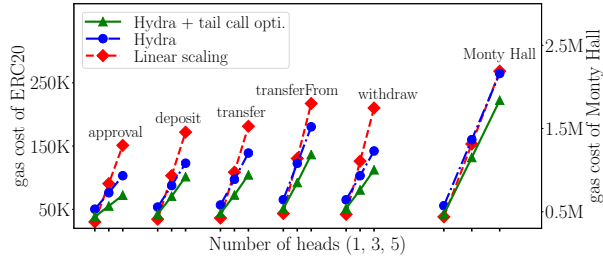 Hydra + tail call opti.
Hydra
Linear scaling
gas cost of ERC20
250K
150K
50K
approval
deposit
transfer
transferFrom
withdraw
Monty Hall
2.5M
1.5M
0.5M
gas cost of Monty Hall
Number of heads (1, 3, 5)